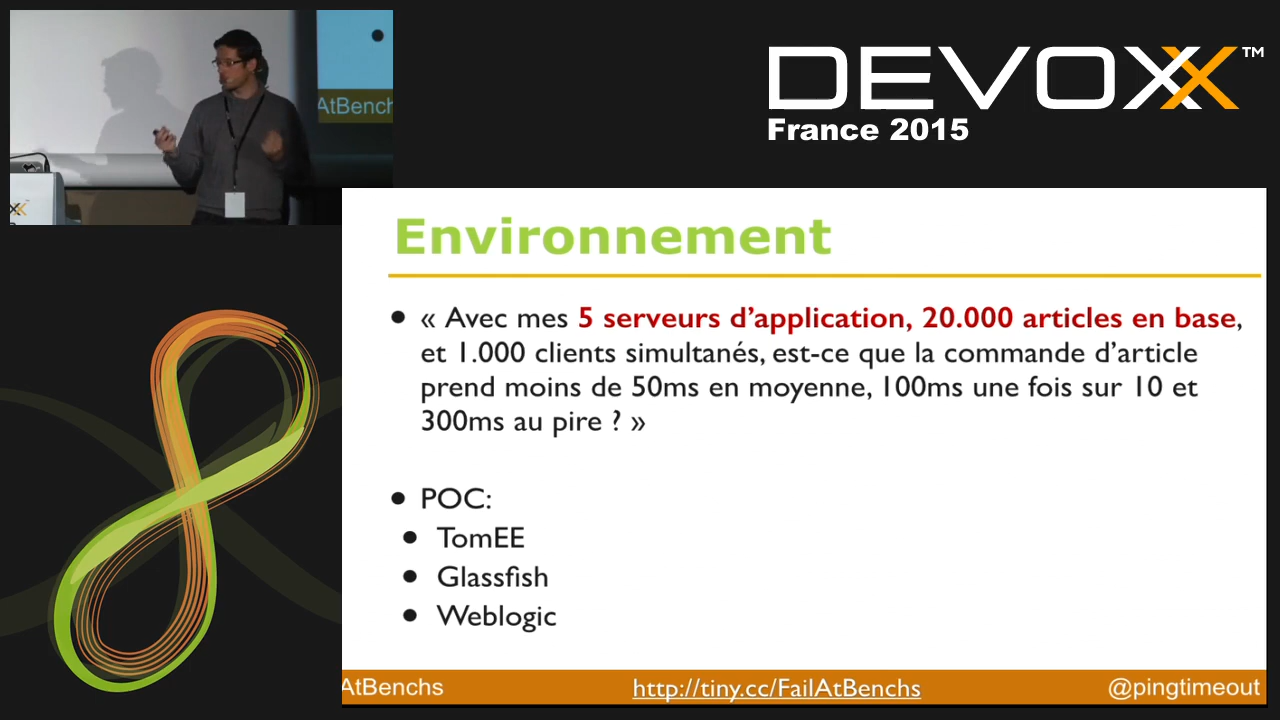 AtBench
DEVOXX™
France 2015
Environnement
• « Avec mes 5 serveurs d’application, 20.000 articles en base,
et 1.000 clients simultanés, est-ce que la commande d’article
prend moins de 50ms en moyenne, 100ms une fois sur 10 et
300ms au pire ? »
• POC:
• TomEE
• Glassfish
• Weblogic
AtBenchs http://tiny.cc/FailAtBenchs @pingtimeout